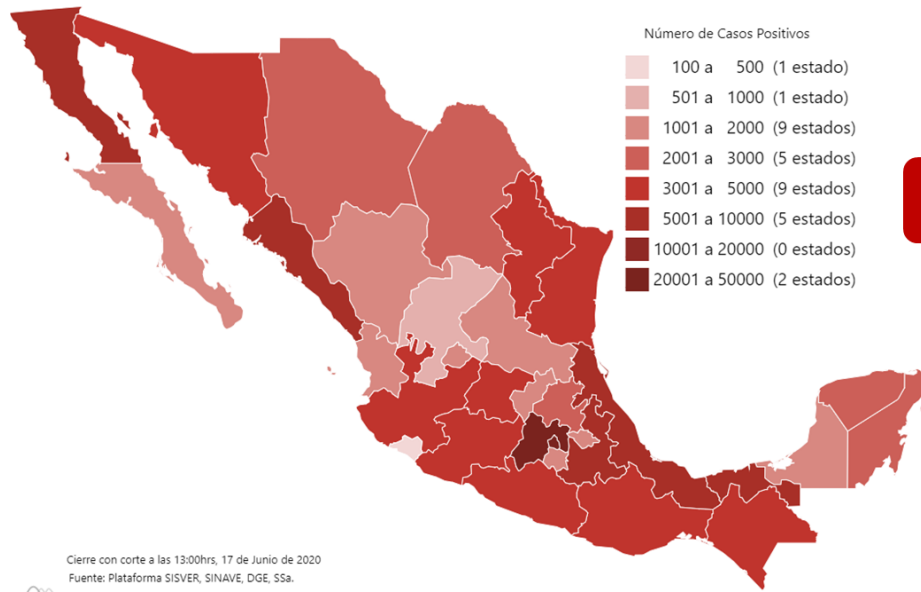 Número de Casos Positivos
100 a 500 (1 estado)
501 a 1000 (1 estado)
1001 a 2000 (9 estados)
2001 a 3000 (5 estados)
3001 a 5000 (9 estados)
5001 a 10000 (5 estados)
10001 a 20000 (0 estados)
20001 a 50000 (2 estados)
Cierre con corte a las 13:00hrs, 17 de Junio de 2020
Fuente: Plataforma SISVER, SINAVE, DGE, SSa.